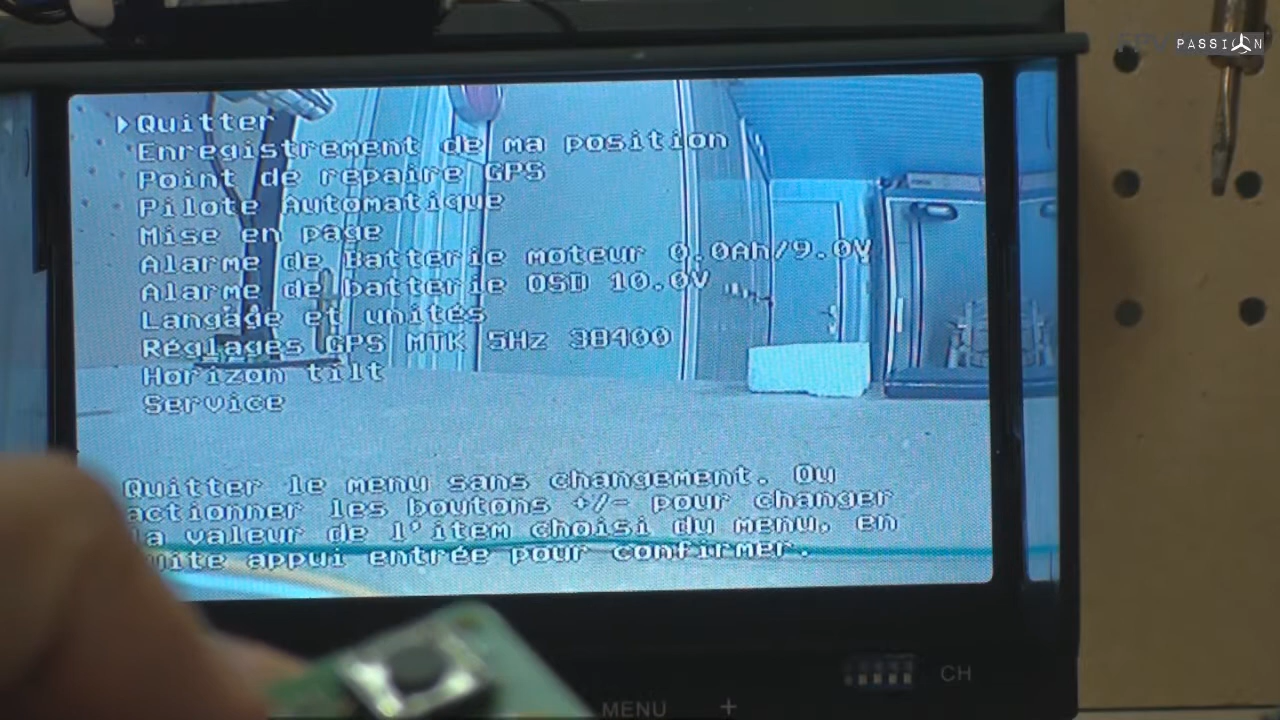 PASSION
Quitter
Enregistrement de ma position
Point de repaire GPS
Pilote Automatique
Mise en page
Alarme de Batterie moteur 0.0Ah/9.0V
Alarme de batterie OSD 10.0V
Langage et unités
Réglages GPS MTK 5Hz 38400
Horizon tilt
Service
Quitter le menu sans changement. Ou
actionner les boutons +/- pour changer
la valeur de l'item choisi du menu, en
uite appui entrée pour confirmer.
CH
MENU +